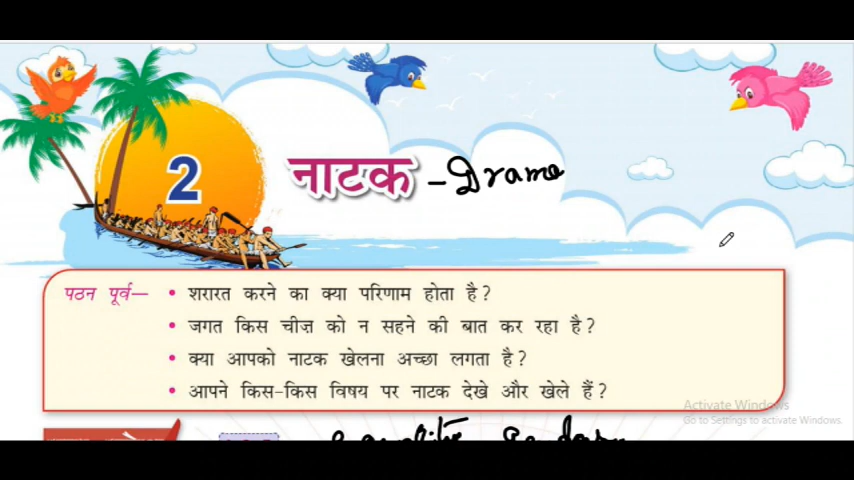 2 नाटक - Drama
पठन पूर्व— • शरारत करने का क्या परिणाम होता है?
• जगत किस चीज़ को न सहने की बात कर रहा है?
• क्या आपको नाटक खेलना अच्छा लगता है?
• आपने किस-किस विषय पर नाटक देखे और खेले हैं?
Activate Windows
Go to Settings to activate Windows.